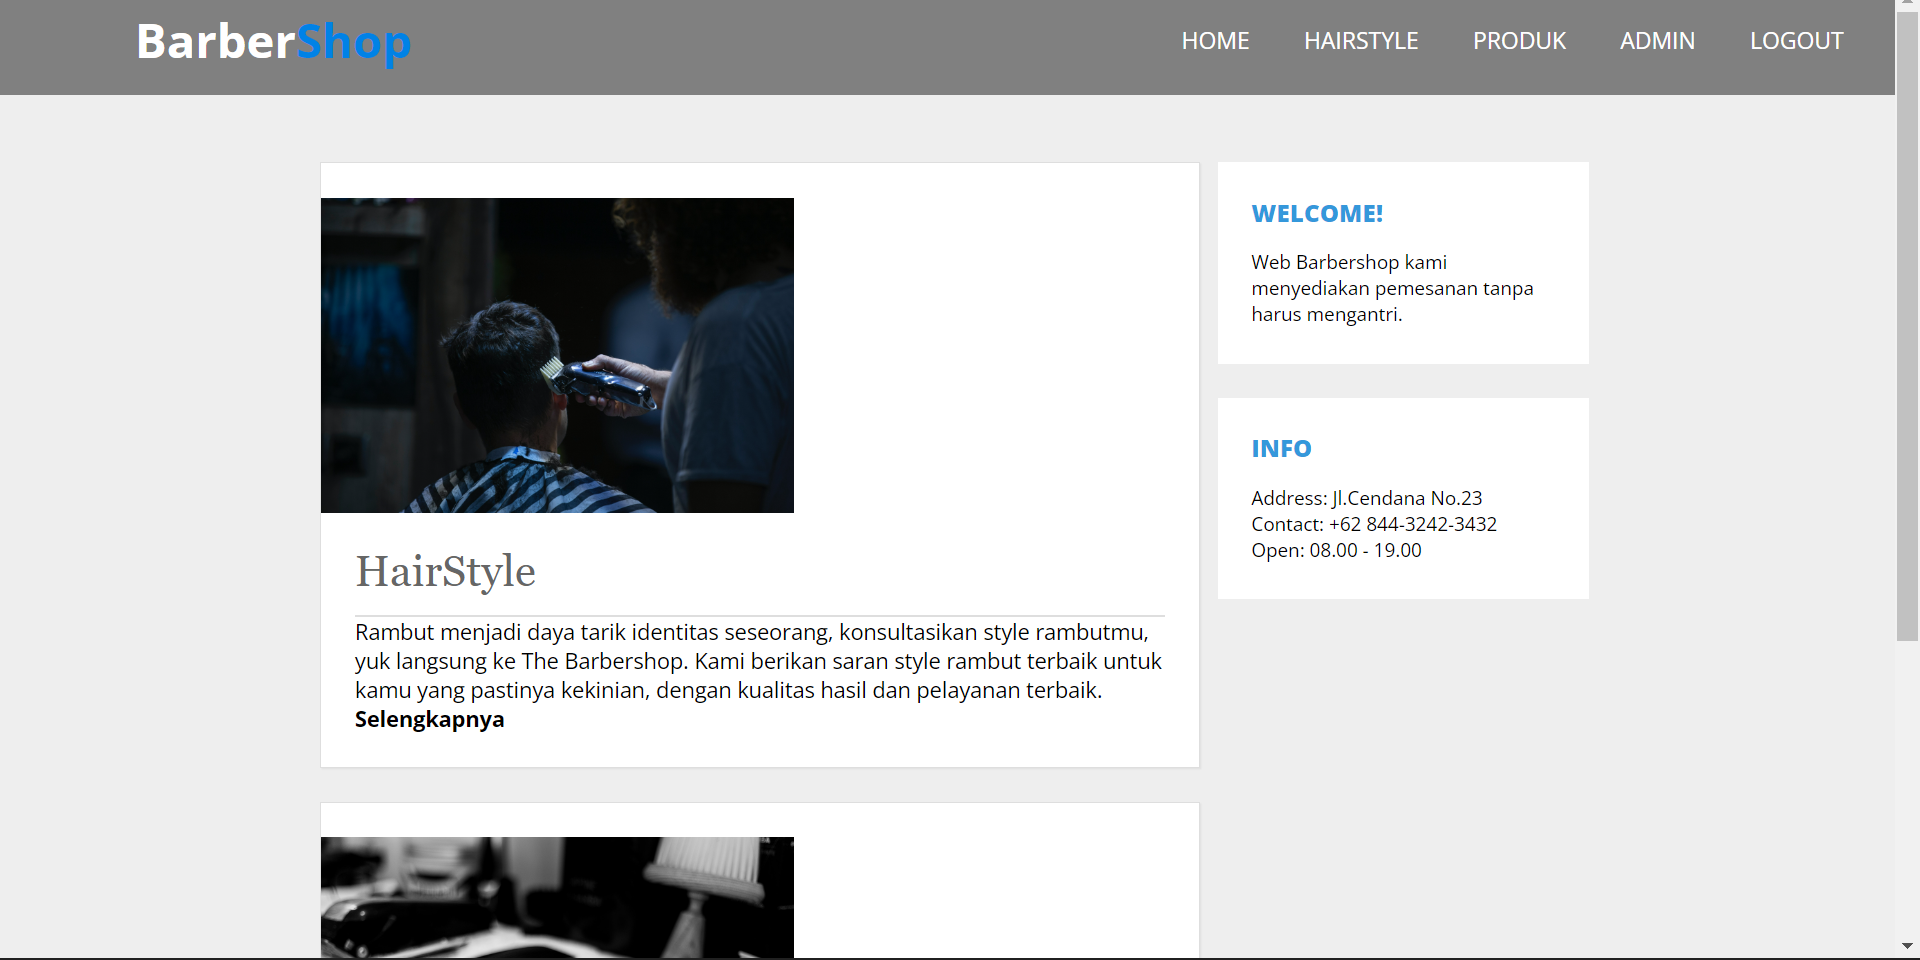 BarberShop
HOME HAIRSTYLE PRODUK ADMIN LOGOUT
HairStyle
Rambut menjadi daya tarik identitas seseorang, konsultasikan style rambutmu,
yuk langsung ke The Barbershop. Kami berikan saran style rambut terbaik untuk
kamu yang pastinya kekinian, dengan kualitas hasil dan pelayanan terbaik.
Selengkapnya
WELCOME!
Web Barbershop kami
menyediakan pemesanan tanpa
harus mengantri.
INFO
Address: Jl.Cendana No.23
Contact: +62 844-3242-3432
Open: 08.00 - 19.00